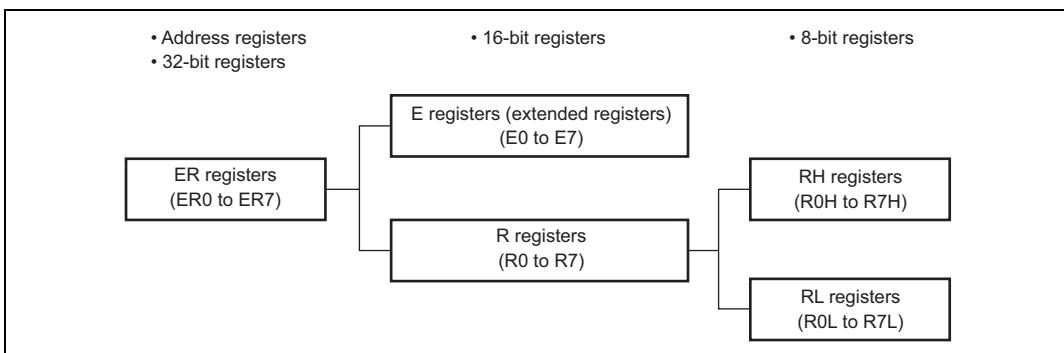 • Address registers
• 32-bit registers
• 16-bit registers
• 8-bit registers
E registers (extended registers)
(E0 to E7)
ER registers
(ER0 to ER7)
R registers
(R0 to R7)
RH registers
(R0H to R7H)
RL registers
(R0L to R7L)